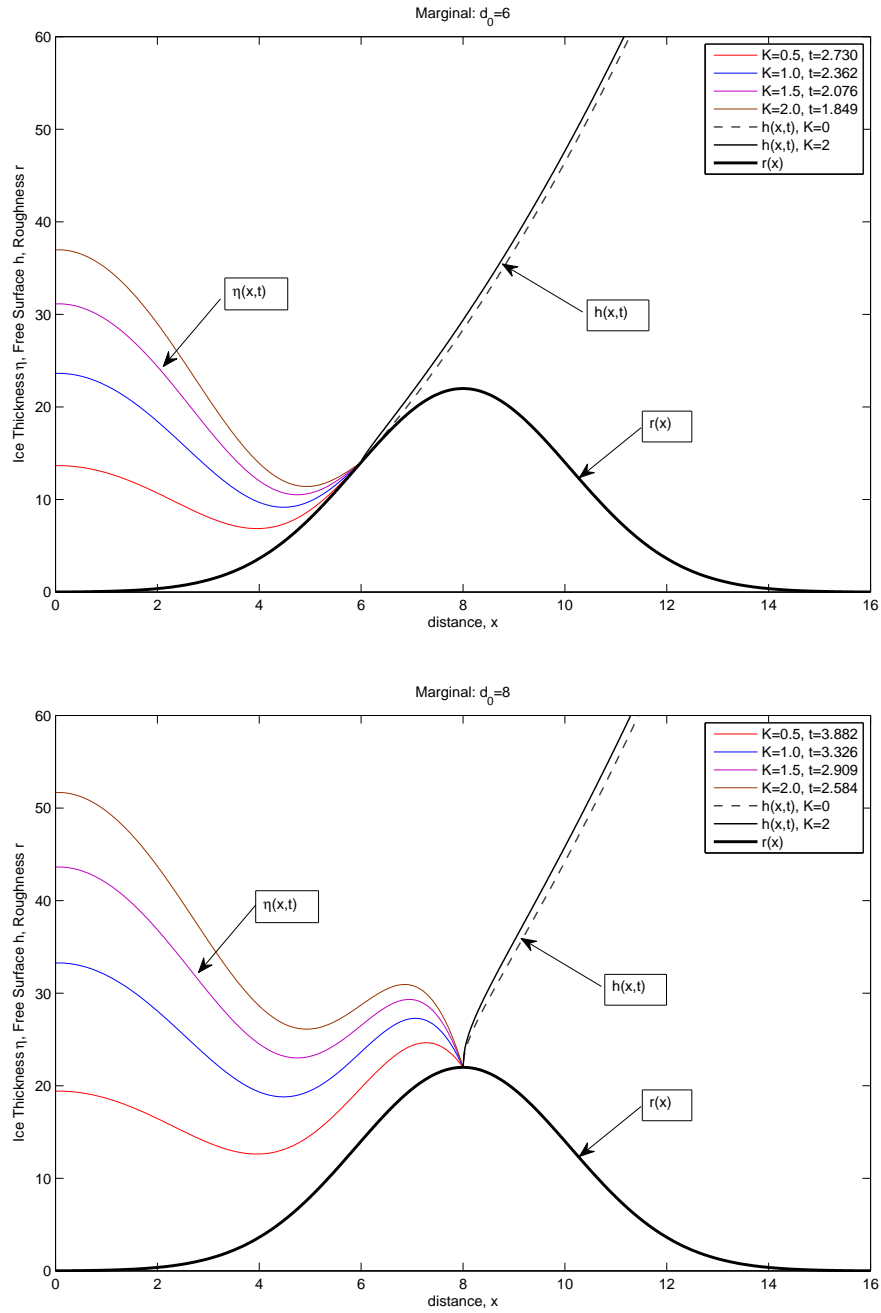 Marginal: d0=6
60
50
40
30
20
10
0
Ice Thickness η, Free Surface h, Roughness r
K=0.5, t=2.730
K=1.0, t=2.362
K=1.5, t=2.076
K=2.0, t=1.849
h(x,t), K=0
h(x,t), K=2
r(x)
η(x,t)
h(x,t)
r(x)
0 2 4 6 8 10 12 14 16
distance, x
Marginal: d0=8
60
50
40
30
20
10
0
Ice Thickness η, Free Surface h, Roughness r
K=0.5, t=3.882
K=1.0, t=3.326
K=1.5, t=2.909
K=2.0, t=2.584
h(x,t), K=0
h(x,t), K=2
r(x)
η(x,t)
h(x,t)
r(x)
0 2 4 6 8 10 12 14 16
distance, x